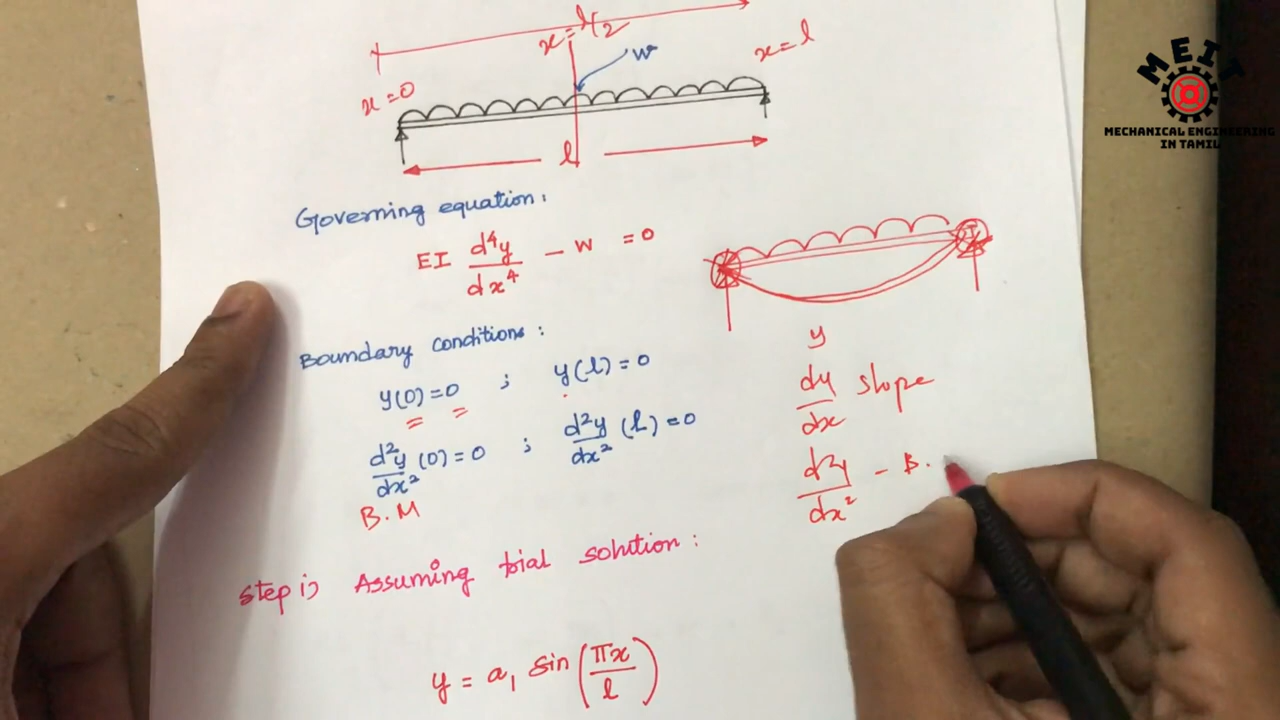 x = l/2
w
x = l
x = 0
l
Governing equation:
EI d⁴y/dx⁴ - w = 0
Boundary conditions:
y(0) = 0 ; y(l) = 0
d²y/dx² (0) = 0 ; d²y/dx² (l) = 0
B.M
y
dy/dx slope
d²y/dx² - B.
Step i) Assuming trial solution:
y = a₁ sin(πx/l)
MEIT
MECHANICAL ENGINEERING
IN TAMIL